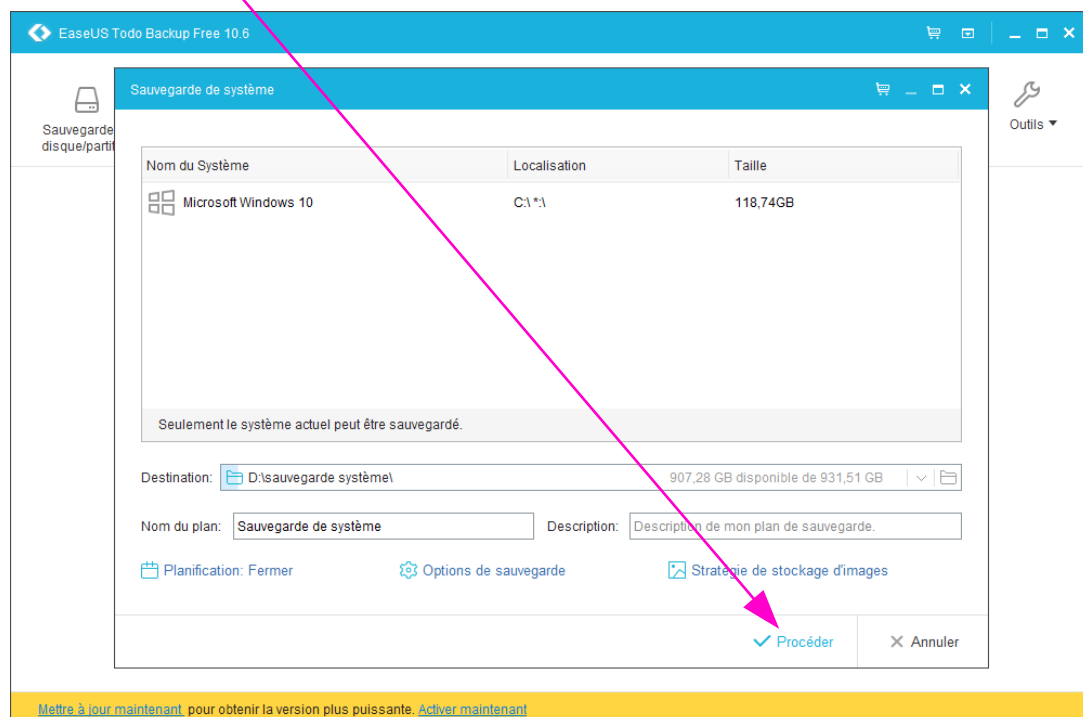 EaseUS Todo Backup Free 10.6
Sauvegarde de système
Sauvegarde
disque/partit
Outils
Nom du Système Localisation Taille
Microsoft Windows 10 C:\ *:\ 118,74GB
Seulement le système actuel peut être sauvegardé.
Destination: D:\sauvegarde système\ 907,28 GB disponible de 931,51 GB
Nom du plan: Sauvegarde de système Description: Description de mon plan de sauvegarde.
Planification: Fermer Options de sauvegarde Stratégie de stockage d'images
Procéder Annuler
Mettre à jour maintenant pour obtenir la version plus puissante. Activer maintenant